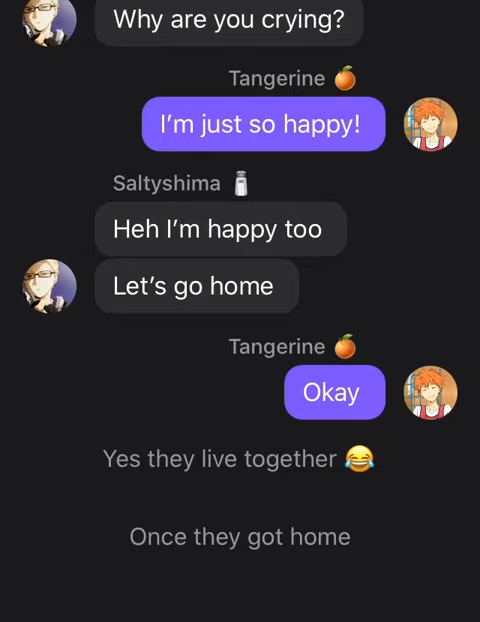 Why are you crying?
Tangerine 🍊
I’m just so happy!
Saltyshima 🧂
Heh I’m happy too
Let’s go home
Tangerine 🍊
Okay
Yes they live together 😂
Once they got home